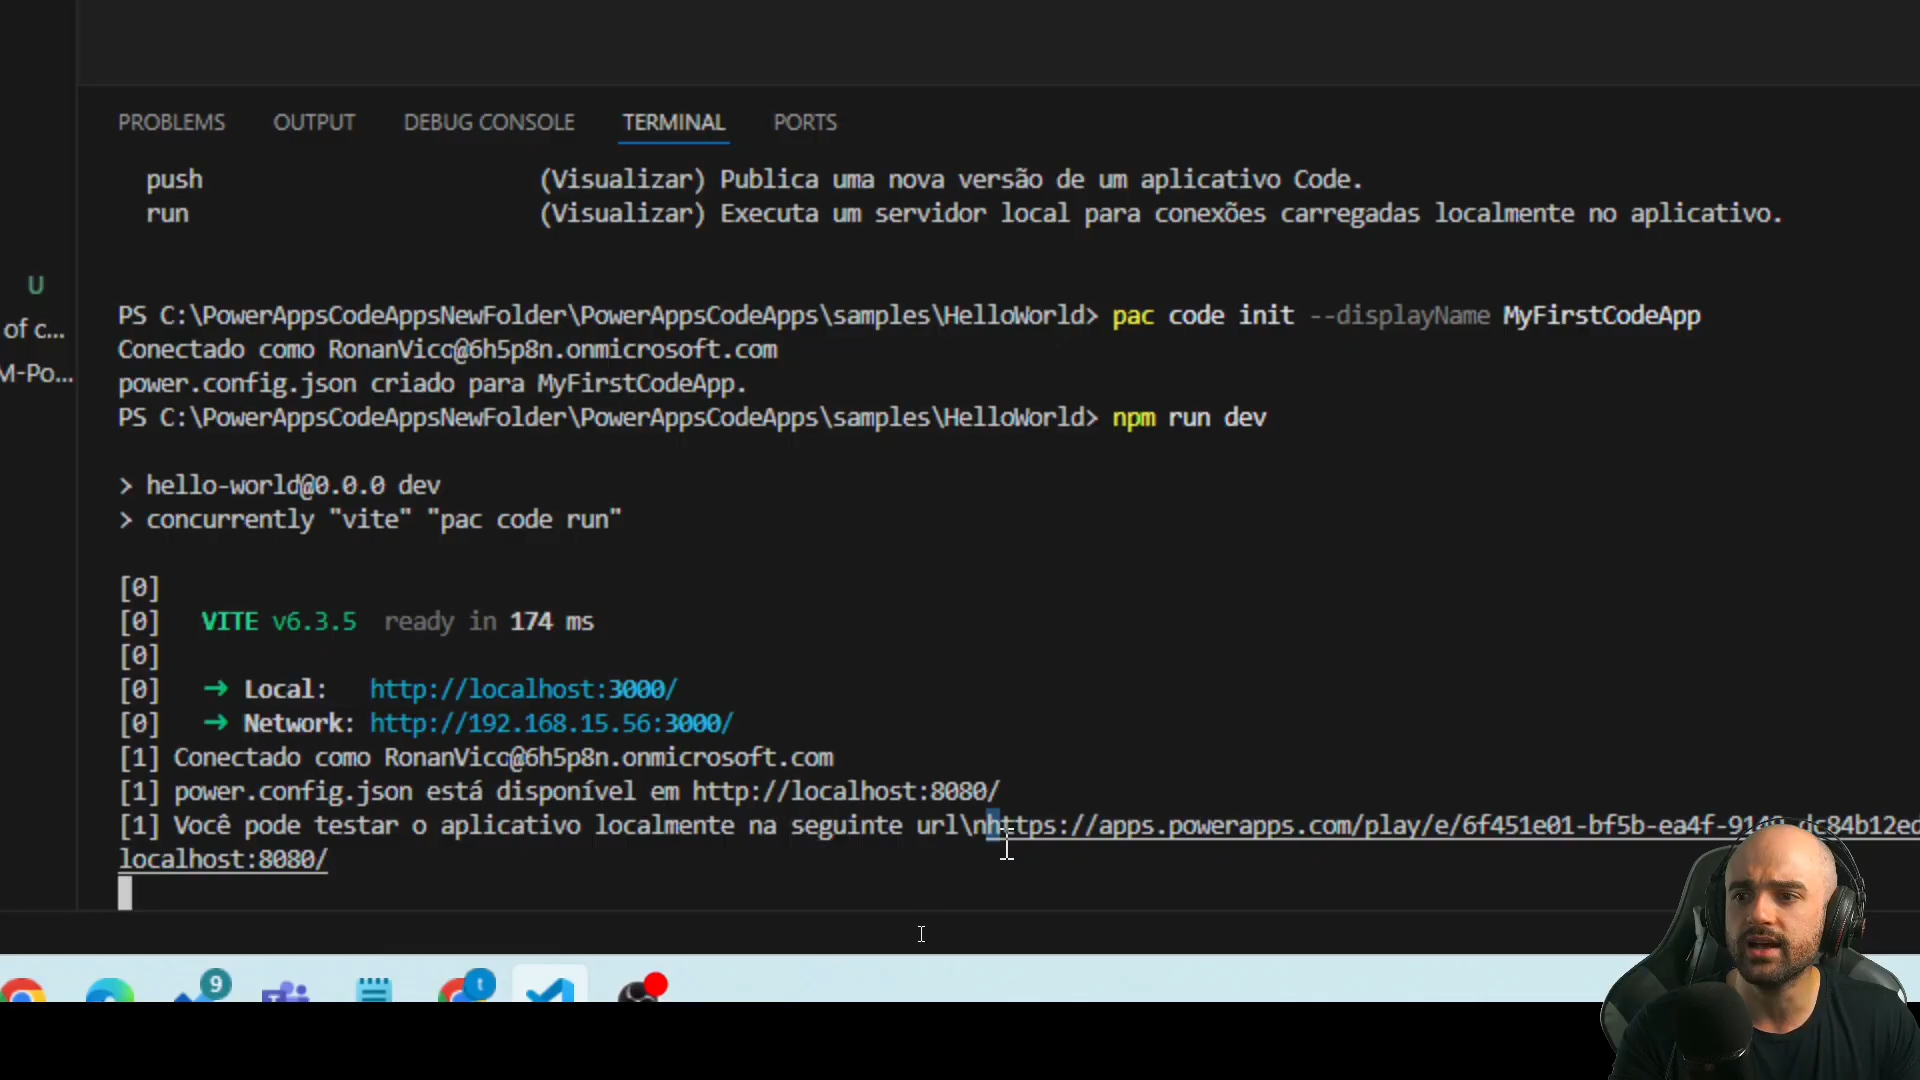 PROBLEMS OUTPUT DEBUG CONSOLE TERMINAL PORTS
push (Visualizar) Publica uma nova versão de um aplicativo Code.
run (Visualizar) Executa um servidor local para conexões carregadas localmente no aplicativo.
U
of c...
M-Po...
PS C:\PowerAppsCodeAppsNewFolder\PowerAppsCodeApps\samples\HelloWorld> pac code init --displayName MyFirstCodeApp
Conectado como RonanVico@6h5p8n.onmicrosoft.com
power.config.json criado para MyFirstCodeApp.
PS C:\PowerAppsCodeAppsNewFolder\PowerAppsCodeApps\samples\HelloWorld> npm run dev
> hello-world@0.0.0 dev
> concurrently "vite" "pac code run"
[0]
[0] VITE v6.3.5 ready in 174 ms
[0]
[0] ➜ Local: http://localhost:3000/
[0] ➜ Network: http://192.168.15.56:3000/
[1] Conectado como RonanVico@6h5p8n.onmicrosoft.com
[1] power.config.json está disponível em http://localhost:8080/
[1] Você pode testar o aplicativo localmente na seguinte url\nhttps://apps.powerapps.com/play/e/6f451e01-bf5b-ea4f-
localhost:8080/
9
t